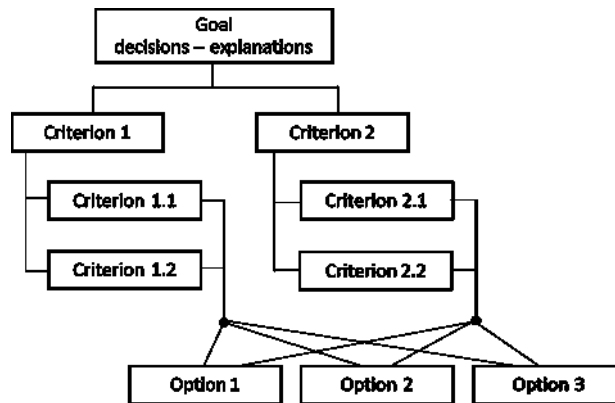 Goal
decisions – explanations
Criterion 1
Criterion 2
Criterion 1.1
Criterion 2.1
Criterion 1.2
Criterion 2.2
Option 1
Option 2
Option 3